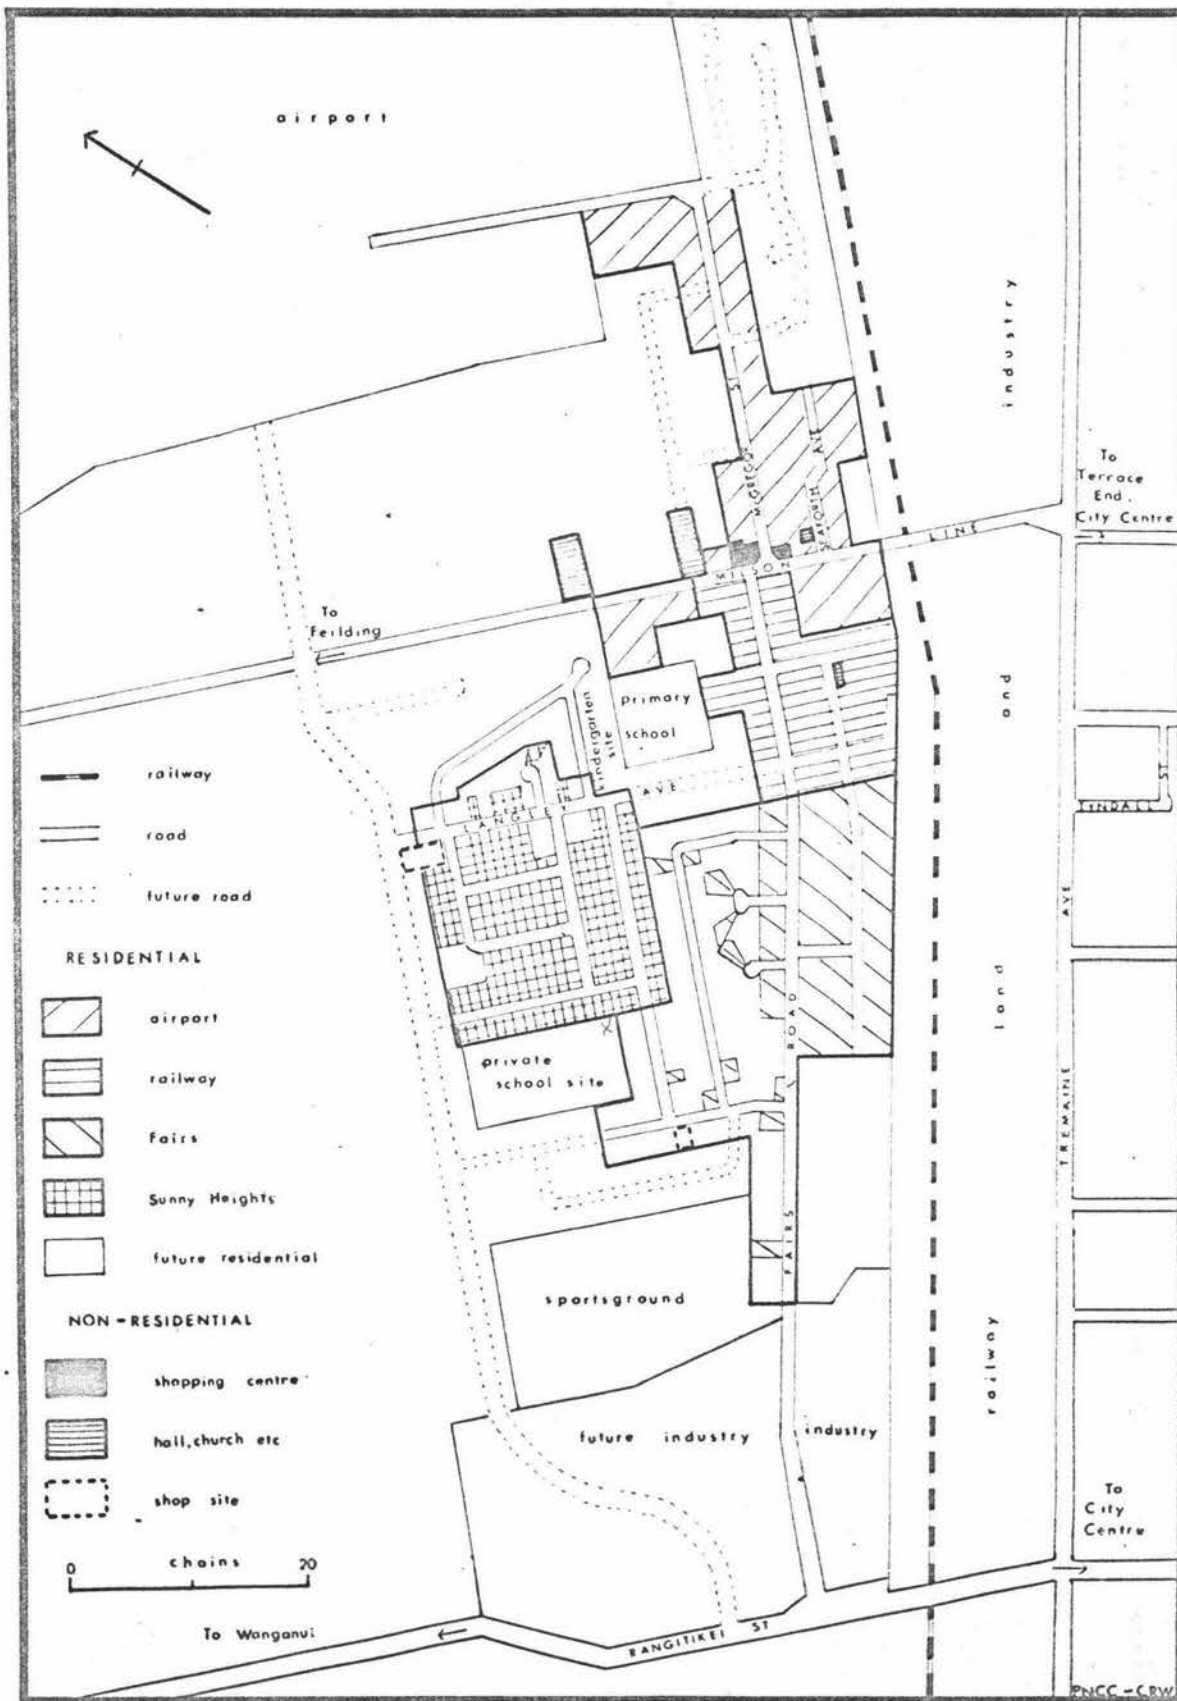 airport
industry
and
land
railway
To
Terrace
End.
City Centre
McGREGOR ST
SEAFORTH AVE
MILSON LINE
To
Feilding
primary
school
kindergarten
site
LANGLEY AVE
TYNDALL ST
TREMAINE AVE
private
school site
FAIRS ROAD
sportsground
future industry
industry
To
City
Centre
RANGITIKEI ST
To Wanganui
railway
road
future road
RESIDENTIAL
airport
railway
Fairs
Sunny Heights
future residential
NON-RESIDENTIAL
shopping centre
hall, church etc
shop site
chains
0 20
PNCC-CRW